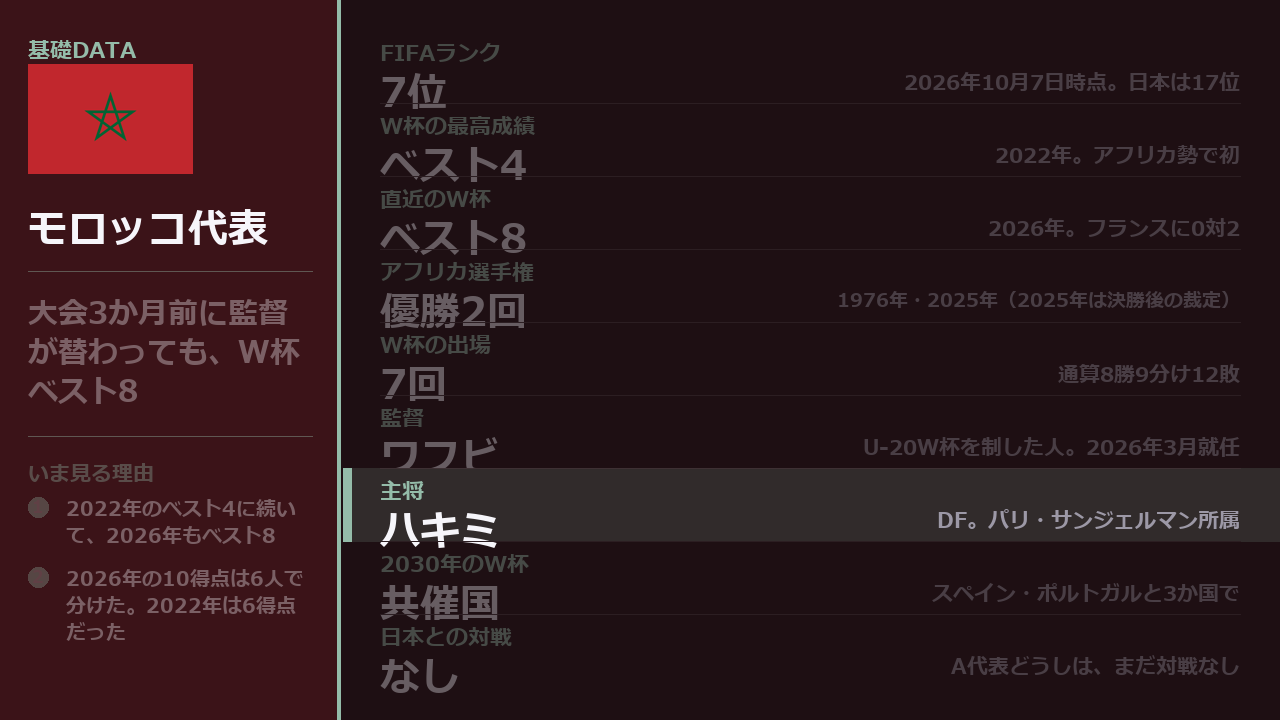 基礎DATA
モロッコ代表
大会3か月前に監督
が替わっても、W杯
ベスト8
いま見る理由
2022年のベスト4に続い
て、2026年もベスト8
2026年の10得点は6人で
分けた。2022年は6得点
だった
FIFAランク
7位
2026年10月7日時点。日本は17位
W杯の最高成績
ベスト4
2022年。アフリカ勢で初
直近のW杯
ベスト8
2026年。フランスに0対2
アフリカ選手権
優勝2回
1976年・2025年（2025年は決勝後の裁定）
W杯の出場
7回
通算8勝9分け12敗
監督
ワフビ
U-20W杯を制した人。2026年3月就任
主将
ハキミ
DF。パリ・サンジェルマン所属
2030年のW杯
共催国
スペイン・ポルトガルと3か国で
日本との対戦
なし
A代表どうしは、まだ対戦なし